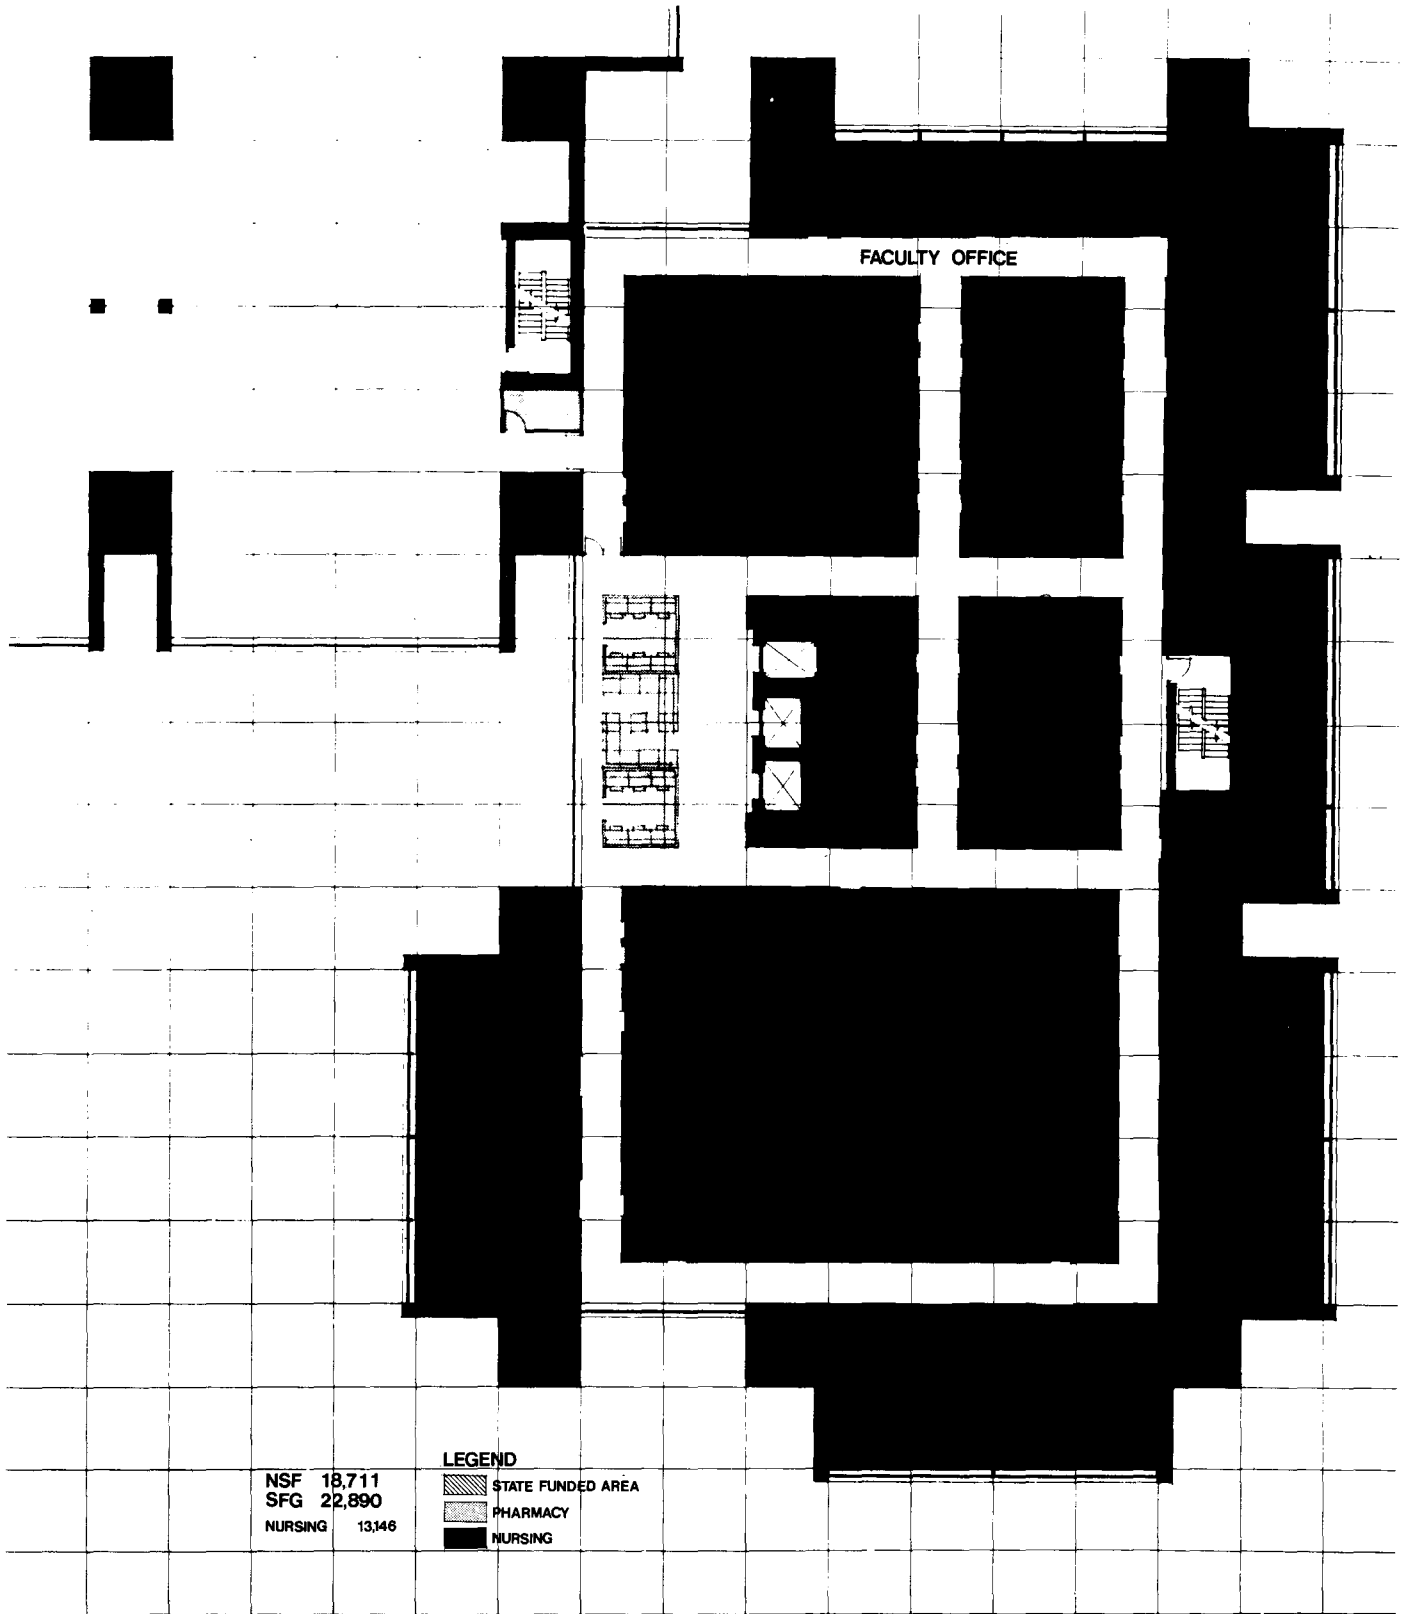 FACULTY OFFICE
NSF 18,711
SFG 22,890
NURSING 13,146
LEGEND
STATE FUNDED AREA
PHARMACY
NURSING